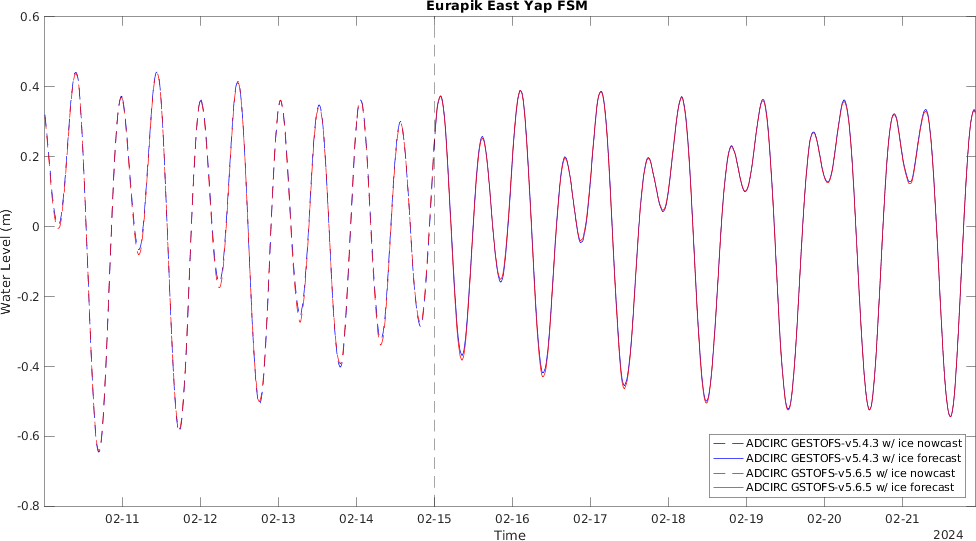 Eurapik East Yap FSM
0.6
0.4
0.2
0
-0.2
-0.4
-0.6
-0.8
Water Level (m)
ADCIRC GESTOFS-v5.4.3 w/ ice nowcast
ADCIRC GESTOFS-v5.4.3 w/ ice forecast
ADCIRC GSTOFS-v5.6.5 w/ ice nowcast
ADCIRC GSTOFS-v5.6.5 w/ ice forecast
02-11 02-12 02-13 02-14 02-15 02-16 02-17 02-18 02-19 02-20 02-21
Time
2024